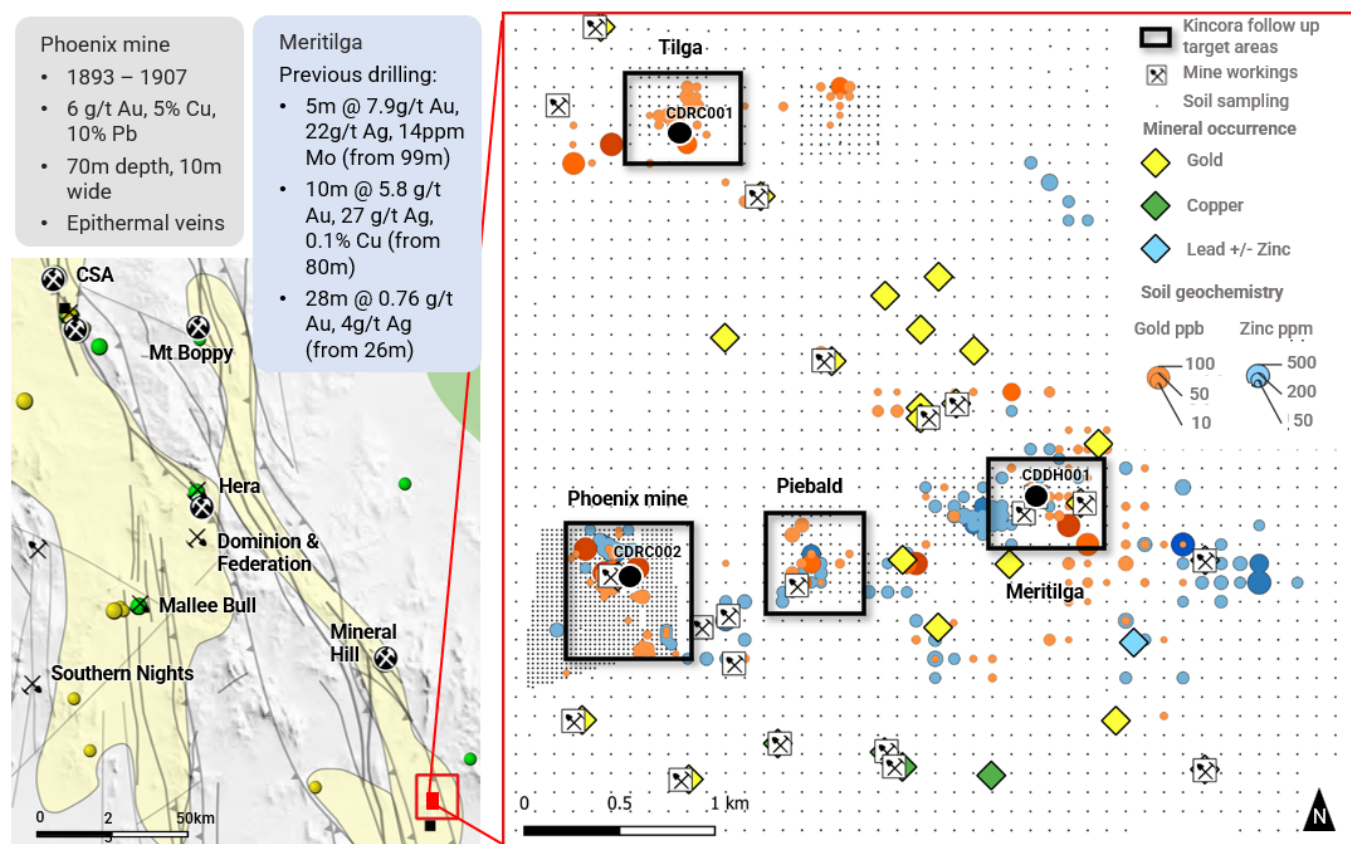 Phoenix mine
• 1893 – 1907
• 6 g/t Au, 5% Cu,
10% Pb
• 70m depth, 10m
wide
• Epithermal veins
Meritilga
Previous drilling:
• 5m @ 7.9g/t Au,
22g/t Ag, 14ppm
Mo (from 99m)
• 10m @ 5.8 g/t
Au, 27 g/t Ag,
0.1% Cu (from
80m)
• 28m @ 0.76 g/t
Au, 4g/t Ag
(from 26m)
CSA
Mt Boppy
Hera
Dominion &
Federation
Mallee Bull
Mineral
Hill
Southern Nights
0 2 50km
Tilga
CDRC001
Phoenix mine
CDRC002
Piebald
CDDH001
Meritilga
0 0.5 1 km
N
Kincora follow up
target areas
Mine workings
Soil sampling
Mineral occurrence
Gold
Copper
Lead +/- Zinc
Soil geochemistry
Gold ppb Zinc ppm
100 500
50 200
10 50